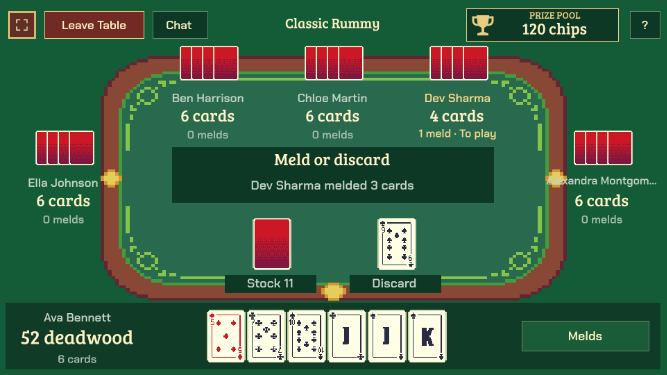 Leave Table
Chat
Classic Rummy
PRIZE POOL
120 chips
?
Ben Harrison
6 cards
0 melds
Chloe Martin
6 cards
0 melds
Dev Sharma
4 cards
1 meld · To play
Ella Johnson
6 cards
0 melds
Montgom...
6 cards
0 melds
Meld or discard
Dev Sharma melded 3 cards
Stock 11
Discard
Ava Bennett
52 deadwood
6 cards
J
J
K
Melds